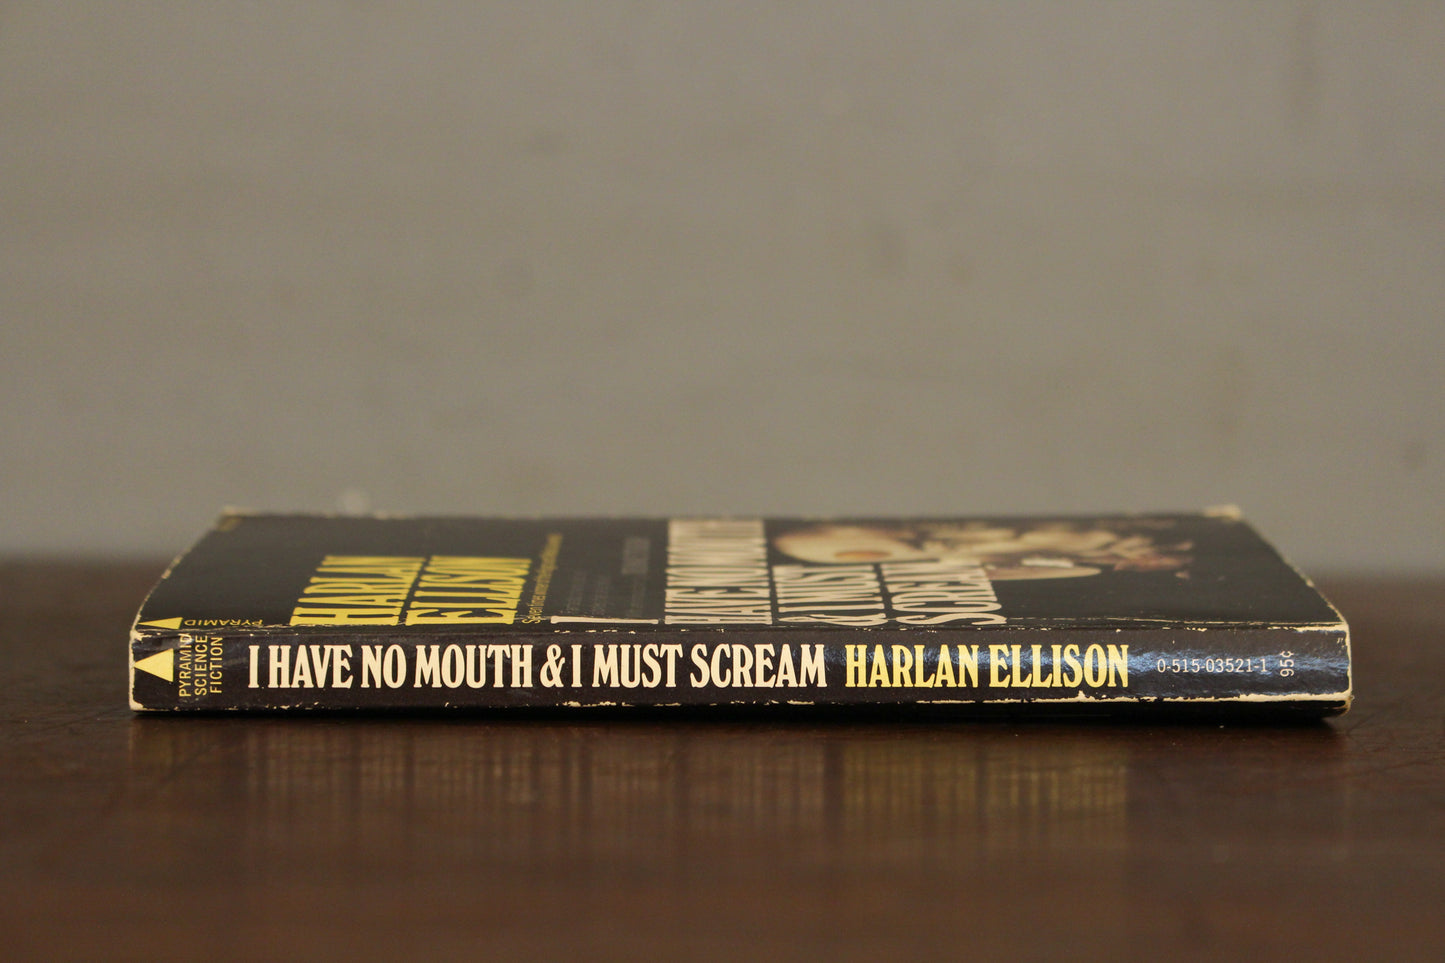 HARLAN
ELLISON
I
HAVE NO MOUTH
& I MUST
SCREAM
PYRAMID
PYRAMID
SCIENCE
FICTION
I HAVE NO MOUTH & I MUST SCREAM HARLAN ELLISON 0-515-03521-1 95¢